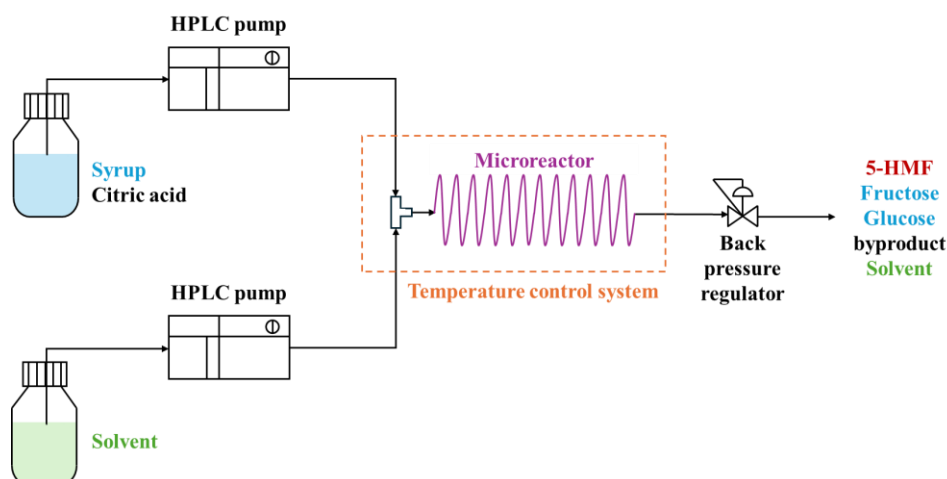 HPLC pump
Syrup
Citric acid
Microreactor
5-HMF
Fructose
Glucose
byproduct
Solvent
Back
pressure
regulator
Temperature control system
HPLC pump
Solvent